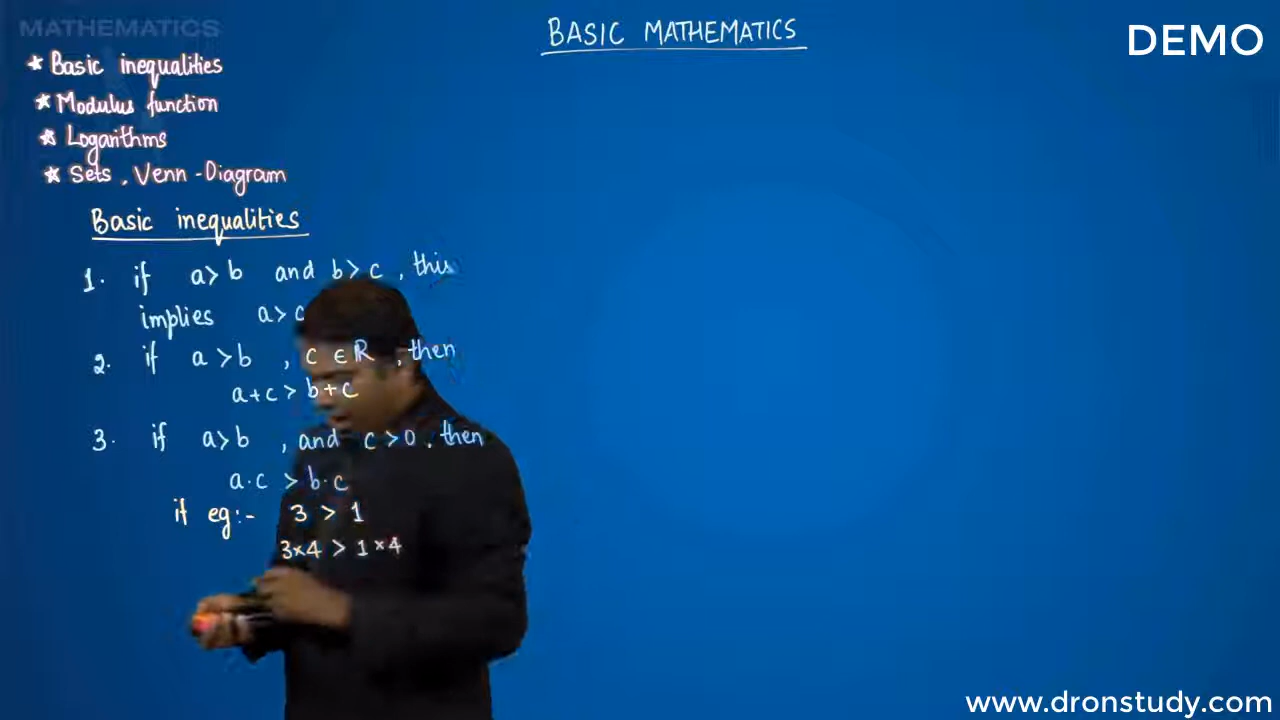 MATHEMATICS
BASIC MATHEMATICS
DEMO
★ Basic inequalities
★ Modulus function
★ Logarithms
★ Sets, Venn-Diagram
Basic inequalities
1. if a > b and b > c, this
implies a > c
2. if a > b, c ∈ R, then
a+c > b+c
3. if a > b, and c > 0, then
a·c > b·c
if eg:- 3 > 1
3×4 > 1×4
www.dronstudy.com